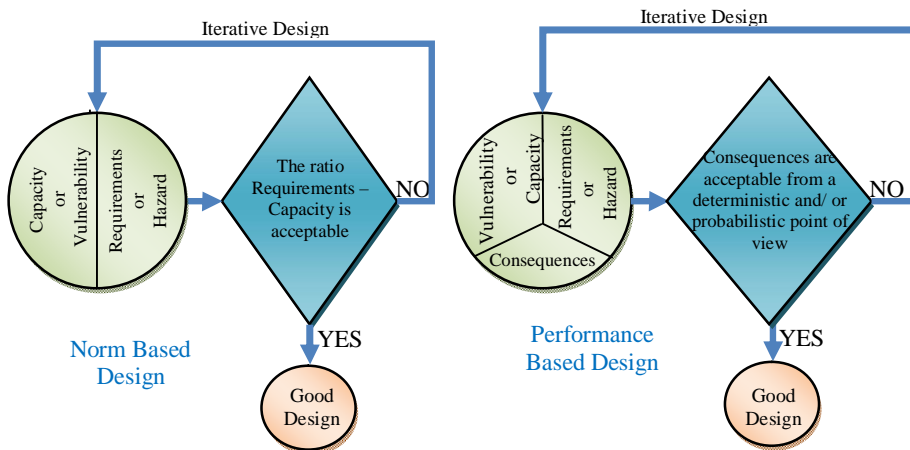 Iterative Design
Capacity
or
Vulnerability
Requirements
or
Hazard
The ratio
Requirements –
Capacity is
acceptable
NO
YES
Norm Based
Design
Good
Design
Iterative Design
Vulnerability
or
Capacity
Requirements
or
Hazard
Consequences
Consequences are
acceptable from a
deterministic and/ or
probabilistic point of
view
NO
YES
Performance
Based Design
Good
Design